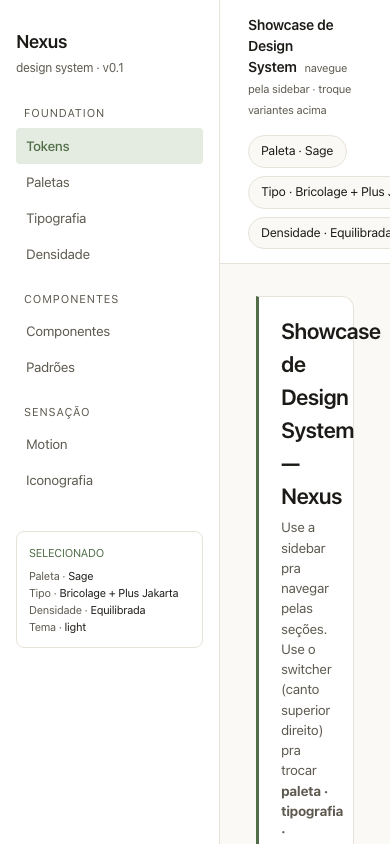 Nexus
design system · v0.1
FOUNDATION
Tokens
Paletas
Tipografia
Densidade
COMPONENTES
Componentes
Padrões
SENSAÇÃO
Motion
Iconografia
SELECIONADO
Paleta · Sage
Tipo · Bricolage + Plus Jakarta
Densidade · Equilibrada
Tema · light
Showcase de
Design
System navegue
pela sidebar · troque
variantes acima
Paleta · Sage
Tipo · Bricolage + Plus
Densidade · Equilibrada
Showcase
de
Design
System
—
Nexus
Use a
sidebar
pra
navegar
pelas
seções.
Use o
switcher
(canto
superior
direito)
pra
trocar
paleta ·
tipografia
·